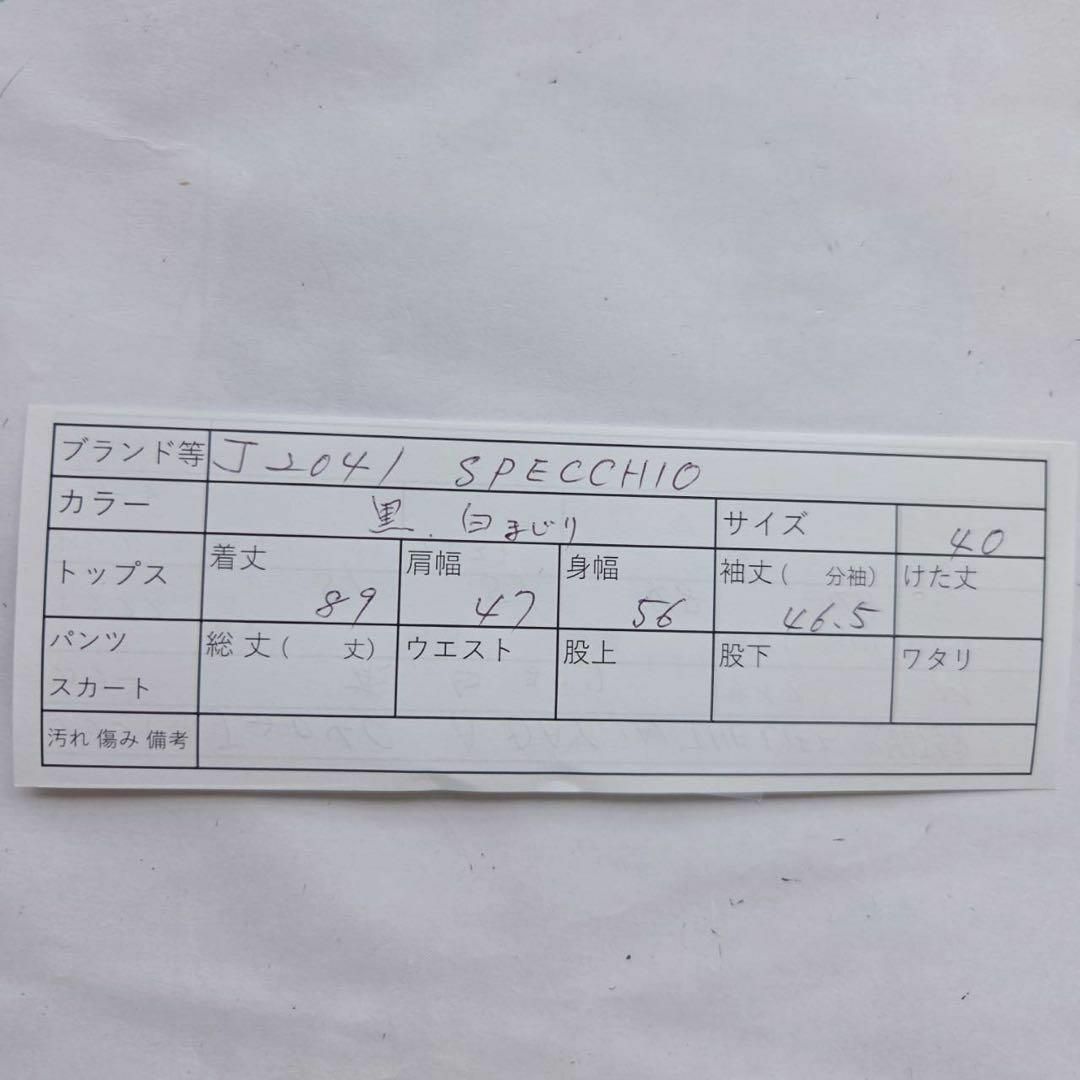 ブランド等 J2041 SPECCHIO
カラー 黒.白まじり サイズ 40
トップス 着丈 89 肩幅 47 身幅 56 袖丈( 分袖) 46.5 けた丈
パンツ スカート 総丈( 丈) ウエスト 股上 股下 ワタリ
汚れ 傷み 備考